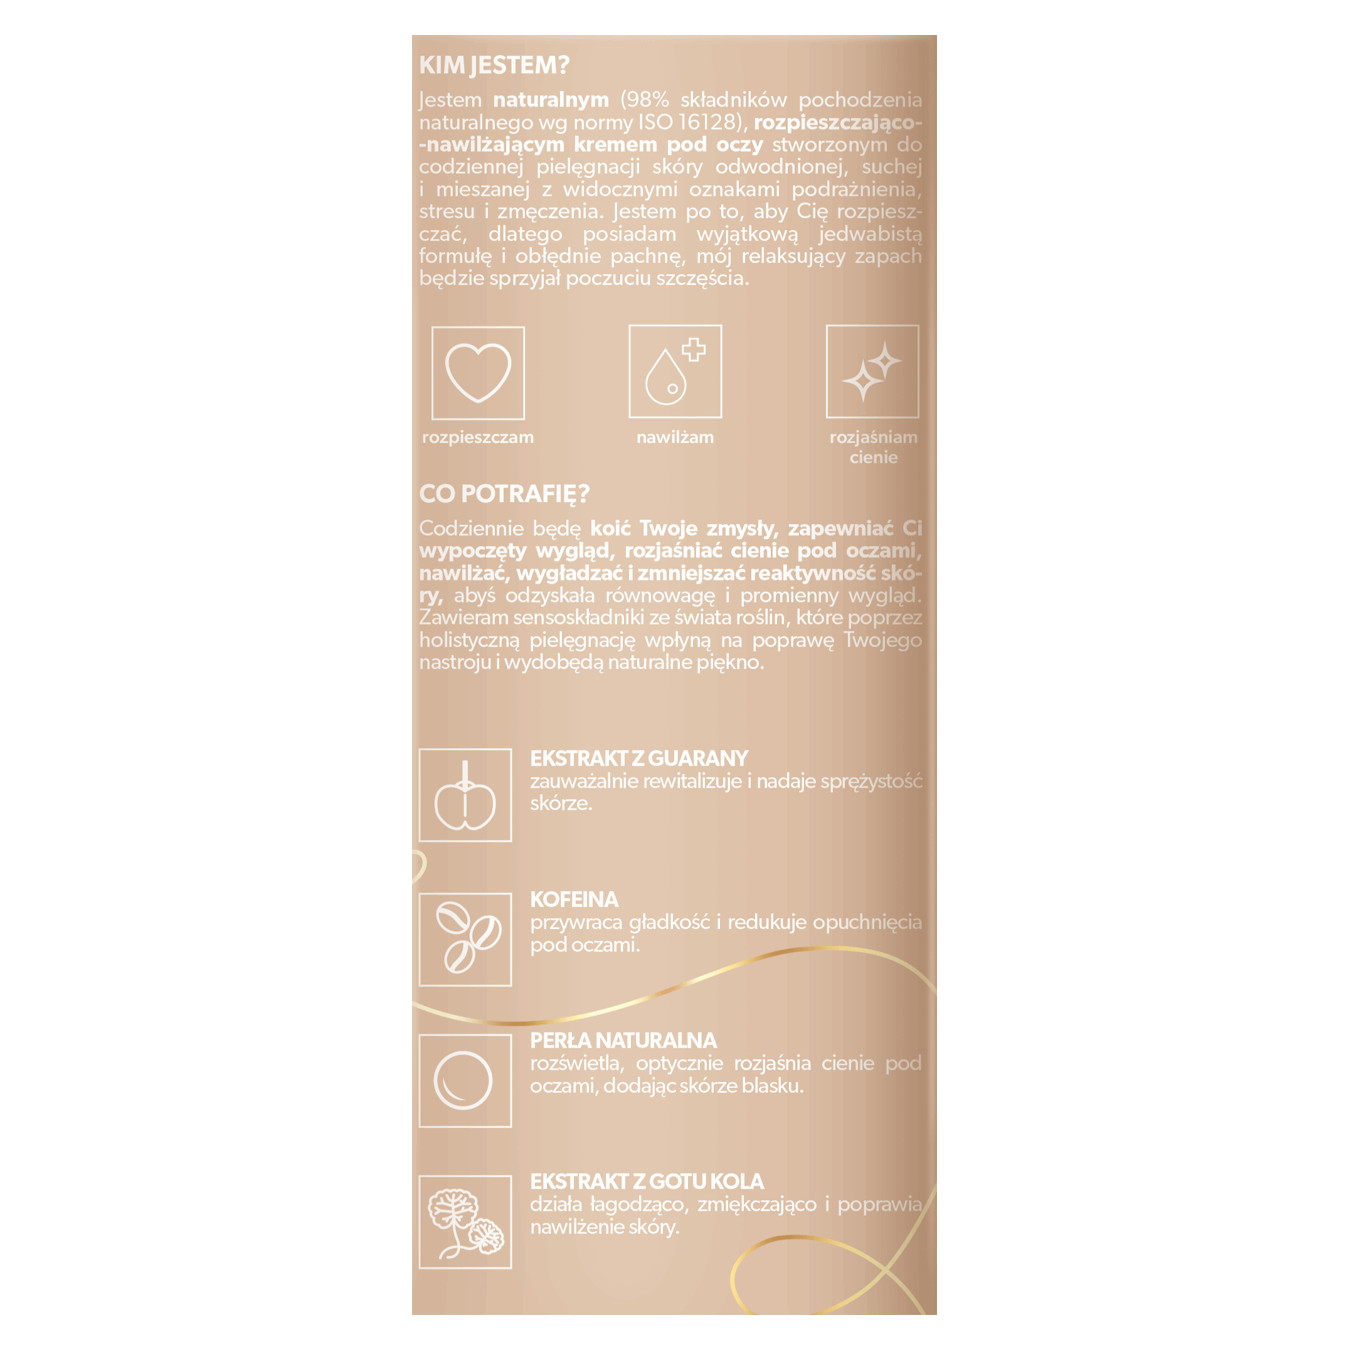 KIM JESTEM?
Jestem naturalnym (98% składników pochodzenia
naturalnego wg normy ISO 16128), rozpieszczająco-
-nawilżającym kremem pod oczy stworzonym do
codziennej pielęgnacji skóry odwodnionej, suchej
i mieszanej z widocznymi oznakami podrażnienia,
stresu i zmęczenia. Jestem po to, aby Cię rozpiesz-
czać, dlatego posiadam wyjątkową jedwabistą
formułę i obłędnie pachnę, mój relaksujący zapach
będzie sprzyjał poczuciu szczęścia.
rozpieszczam
nawilżam
rozjaśniam
cienie
CO POTRAFIĘ?
Codziennie będę koić Twoje zmysły, zapewniać Ci
wypoczęty wygląd, rozjaśniać cienie pod oczami,
nawilżać, wygładzać i zmniejszać reaktywność skó-
ry, abyś odzyskała równowagę i promienny wygląd.
Zawieram sensoskładniki ze świata roślin, które poprzez
holistyczną pielęgnację wpłyną na poprawę Twojego
nastroju i wydobędą naturalne piękno.
EKSTRAKT Z GUARANY
zauważalnie rewitalizuje i nadaje sprężystość
skórze.
KOFEINA
przywraca gładkość i redukuje opuchnięcia
pod oczami.
PERŁA NATURALNA
rozświetla, optycznie rozjaśnia cienie pod
oczami, dodając skórze blasku.
EKSTRAKT Z GOTU KOLA
działa łagodząco, zmiękczająco i poprawia
nawilżenie skóry.